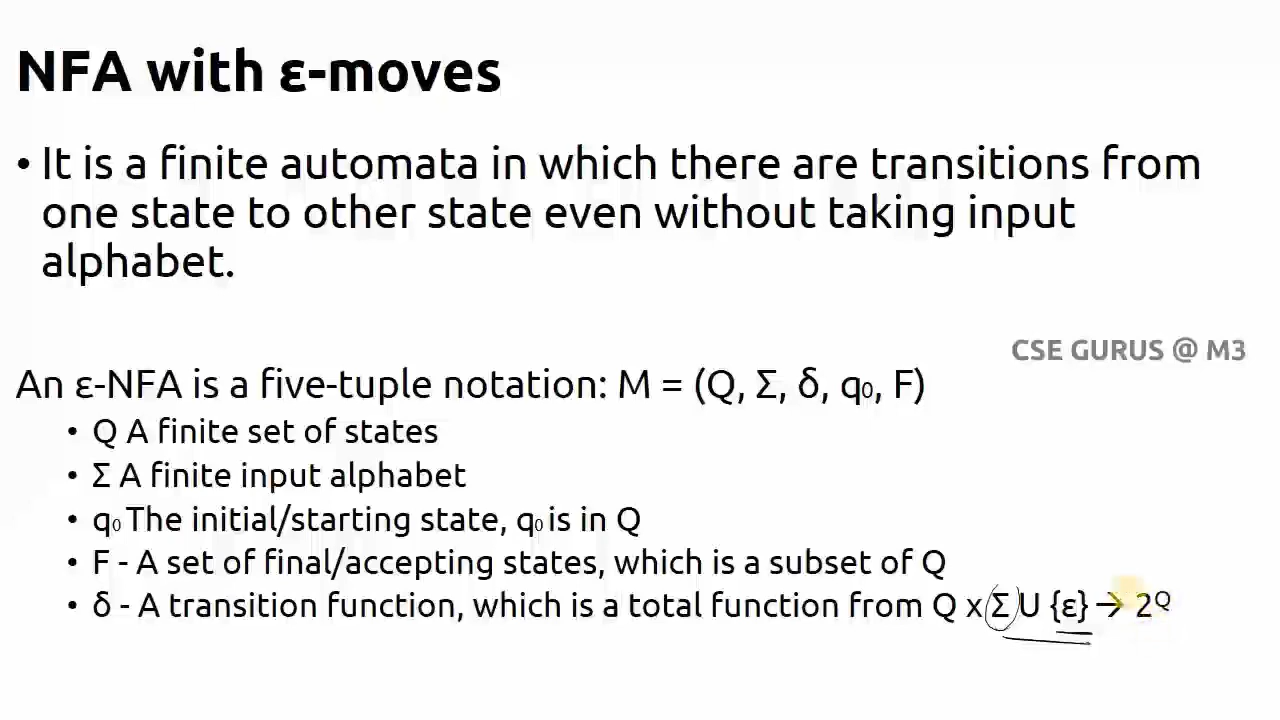 NFA with ε-moves
• It is a finite automata in which there are transitions from
one state to other state even without taking input
alphabet.
CSE GURUS @ M3
An ε-NFA is a five-tuple notation: M = (Q, Σ, δ, q₀, F)
• Q A finite set of states
• Σ A finite input alphabet
• q₀ The initial/starting state, q₀ is in Q
• F - A set of final/accepting states, which is a subset of Q
• δ - A transition function, which is a total function from Q x Σ U {ε} → 2^Q